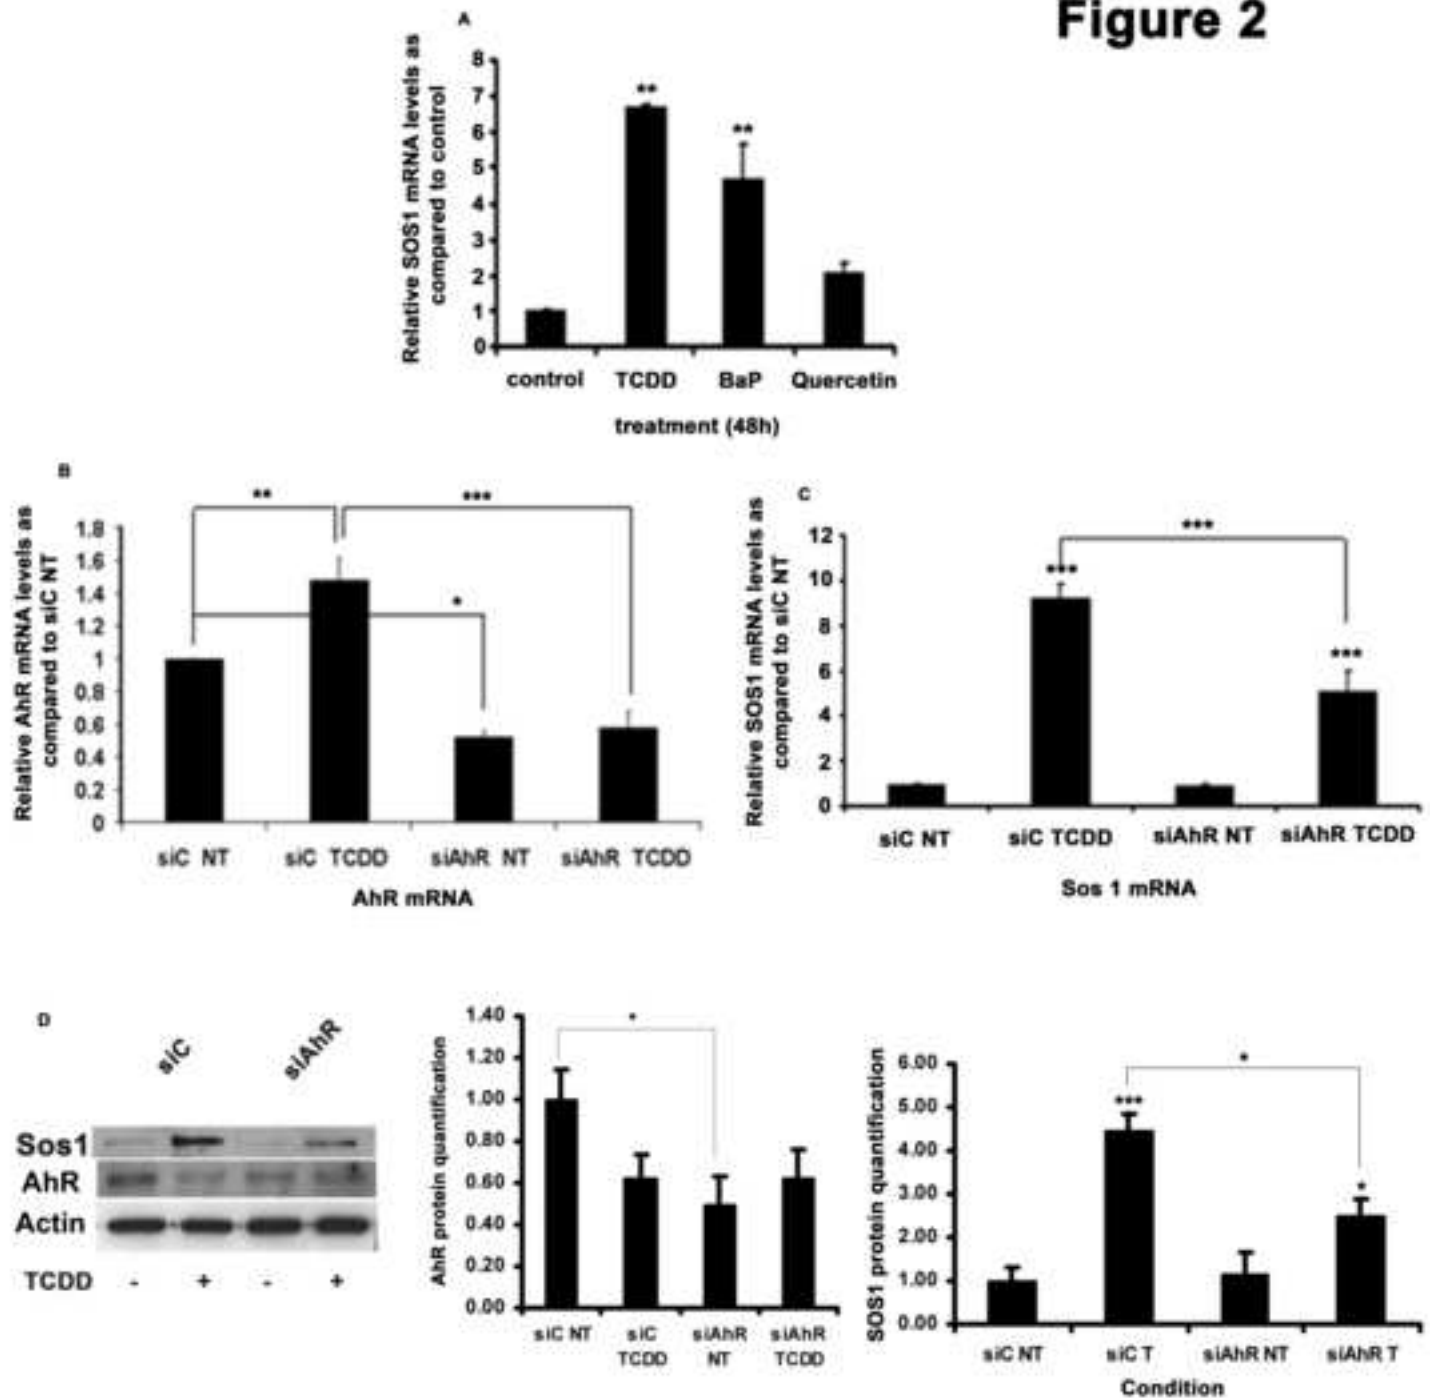 Figure 2
A
Relative SOS1 mRNA levels as
compared to control
8
7
6
5
4
3
2
1
0
**
**
control TCDD BaP Quercetin
treatment (48h)
B
Relative AhR mRNA levels as
compared to siC NT
1.8
1.6
1.4
1.2
1
0.8
0.6
0.4
0.2
0
**
***
*
siC NT siC TCDD siAhR NT siAhR TCDD
AhR mRNA
C
Relative SOS1 mRNA levels as
compared to siC NT
12
10
8
6
4
2
0
***
***
***
siC NT siC TCDD siAhR NT siAhR TCDD
Sos 1 mRNA
D
siC siAhR
Sos1
AhR
Actin
TCDD - + - +
AhR protein quantification
1.40
1.20
1.00
0.80
0.60
0.40
0.20
0.00
*
siC NT siC siAhR siAhR
TCDD NT TCDD
SOS1 protein quantification
6.00
5.00
4.00
3.00
2.00
1.00
0.00
*
***
*
siC NT siC T siAhR NT siAhR T
Condition